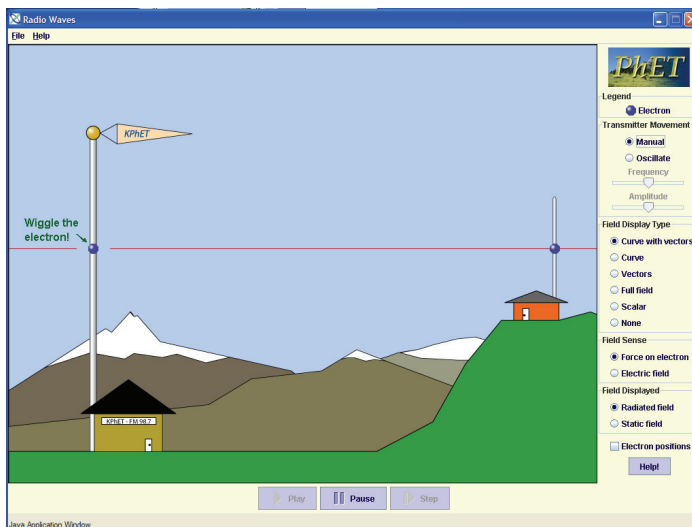 Radio Waves
File Help
KPhET
Wiggle the
electron!
KPhET - FM 98.7
PhET
Legend
Electron
Transmitter Movement
Manual
Oscillate
Frequency
Amplitude
Field Display Type
Curve with vectors
Curve
Vectors
Full field
Scalar
None
Field Sense
Force on electron
Electric field
Field Displayed
Radiated field
Static field
Electron positions
Help!
Play Pause Step
Java Application Window